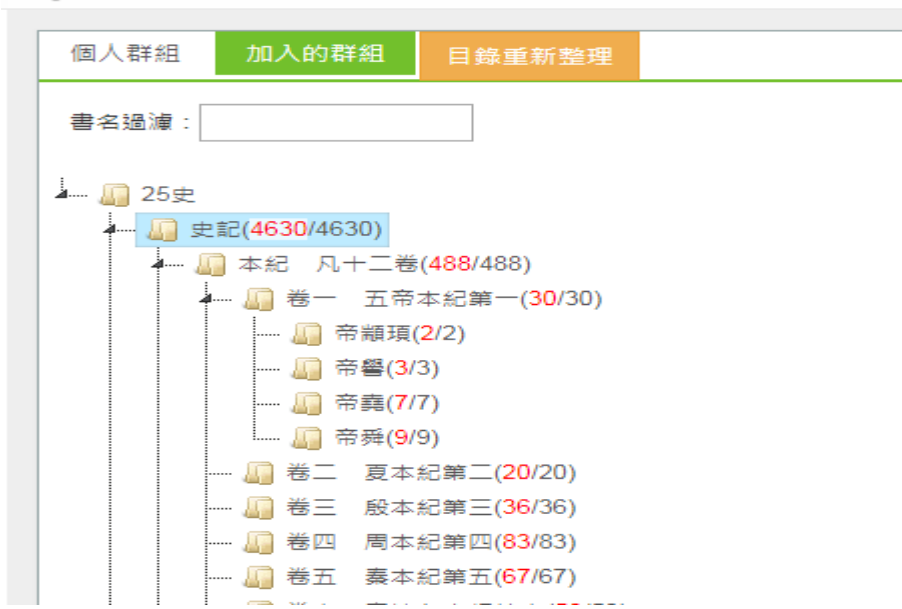 個人群組 加入的群組 目錄重新整理
書名過濾：
25史
史記(4630/4630)
本紀　凡十二卷(488/488)
卷一　五帝本紀第一(30/30)
帝顓頊(2/2)
帝嚳(3/3)
帝堯(7/7)
帝舜(9/9)
卷二　夏本紀第二(20/20)
卷三　殷本紀第三(36/36)
卷四　周本紀第四(83/83)
卷五　秦本紀第五(67/67)